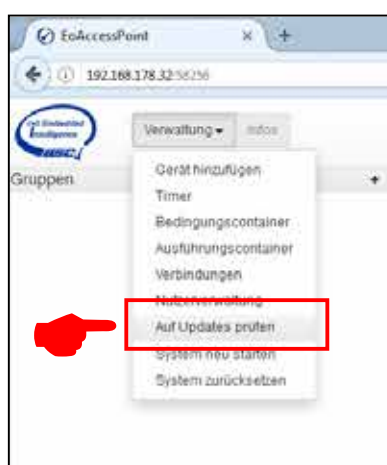 EoAccessPoint × +
192.168.178.32:58256
Verwaltung Infos
Gruppen +
Gerät hinzufügen
Timer
Bedingungscontainer
Ausführungscontainer
Verbindungen
Nutzerverwaltung
Auf Updates prüfen
System neu starten
System zurücksetzen